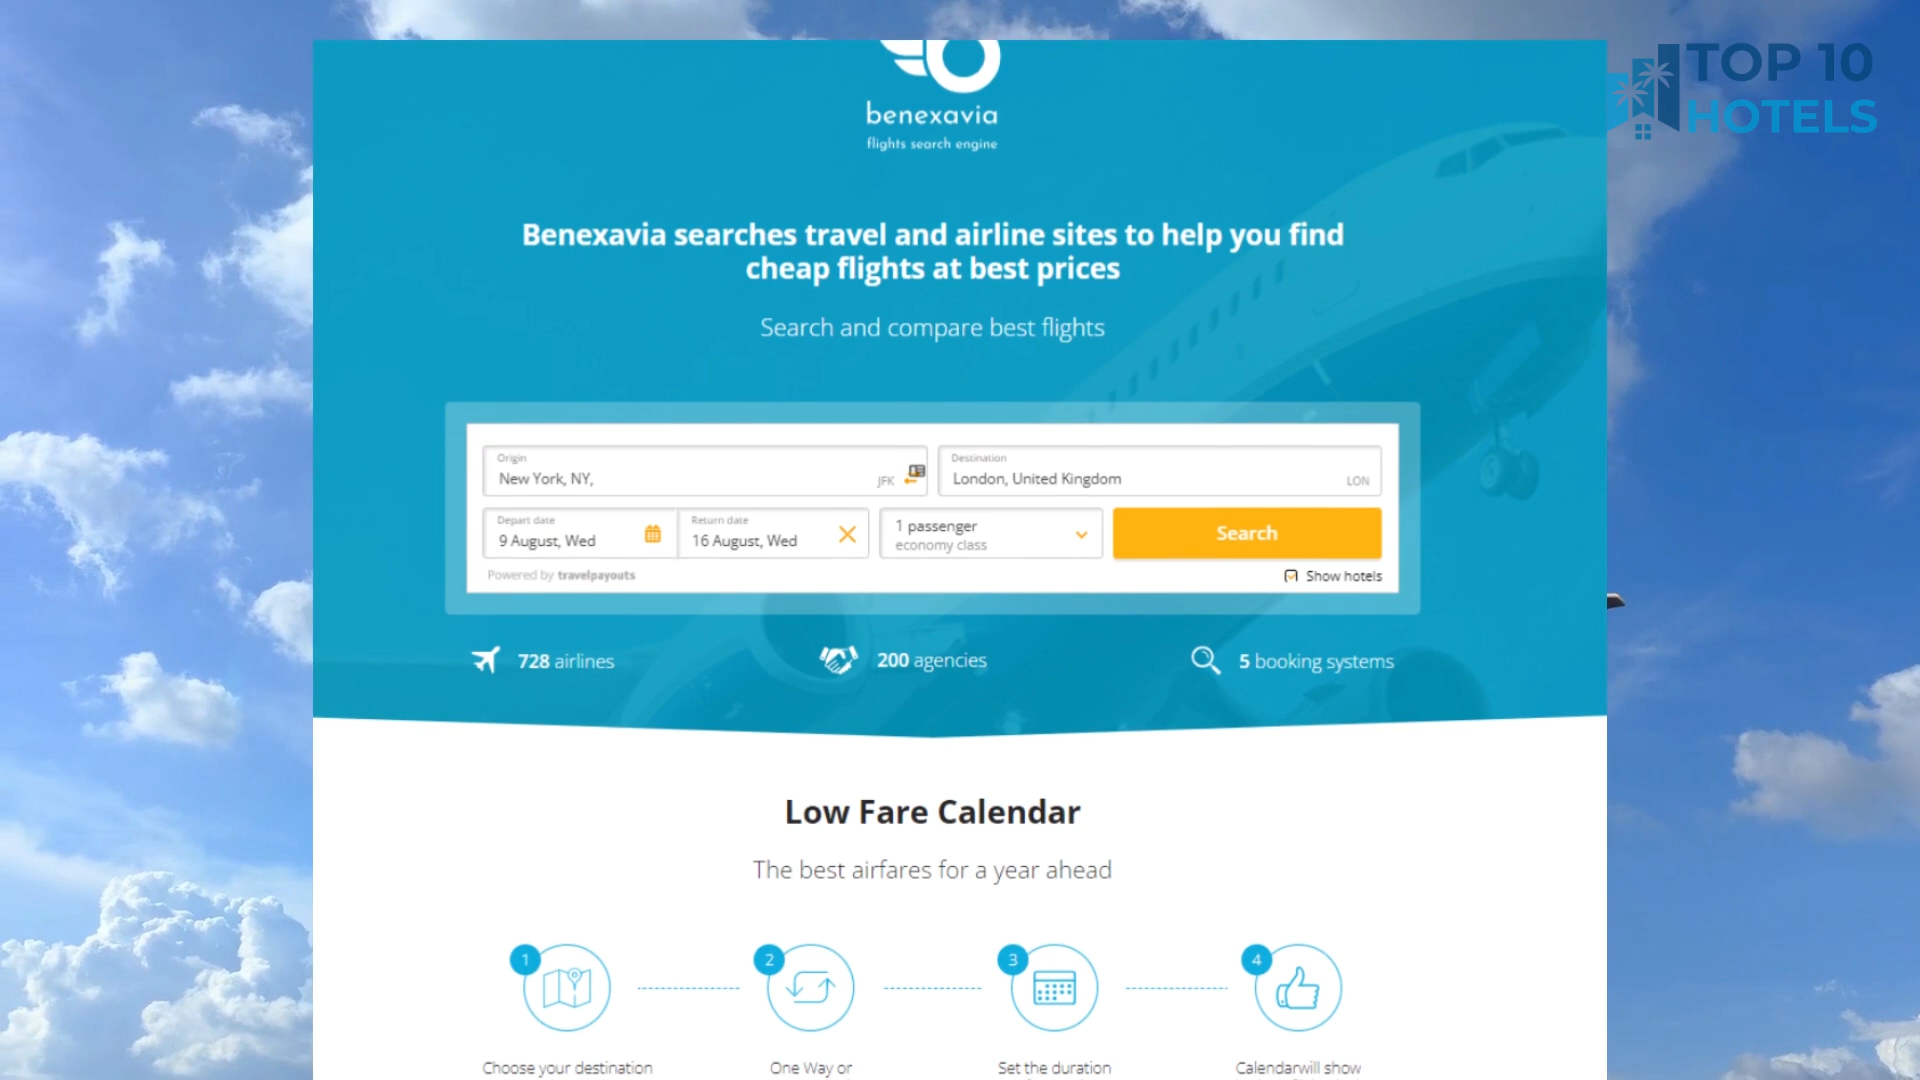 TOP 10
HOTELS
benexavia
flights search engine
Benexavia searches travel and airline sites to help you find
cheap flights at best prices
Search and compare best flights
Origin
New York, NY,
JFK
Destination
London, United Kingdom
LON
Depart date
9 August, Wed
Return date
16 August, Wed
1 passenger
economy class
Search
Powered by travelpayouts
Show hotels
728 airlines
200 agencies
5 booking systems
Low Fare Calendar
The best airfares for a year ahead
1
2
3
4
Choose your destination
One Way or
Set the duration
Calendarwill show